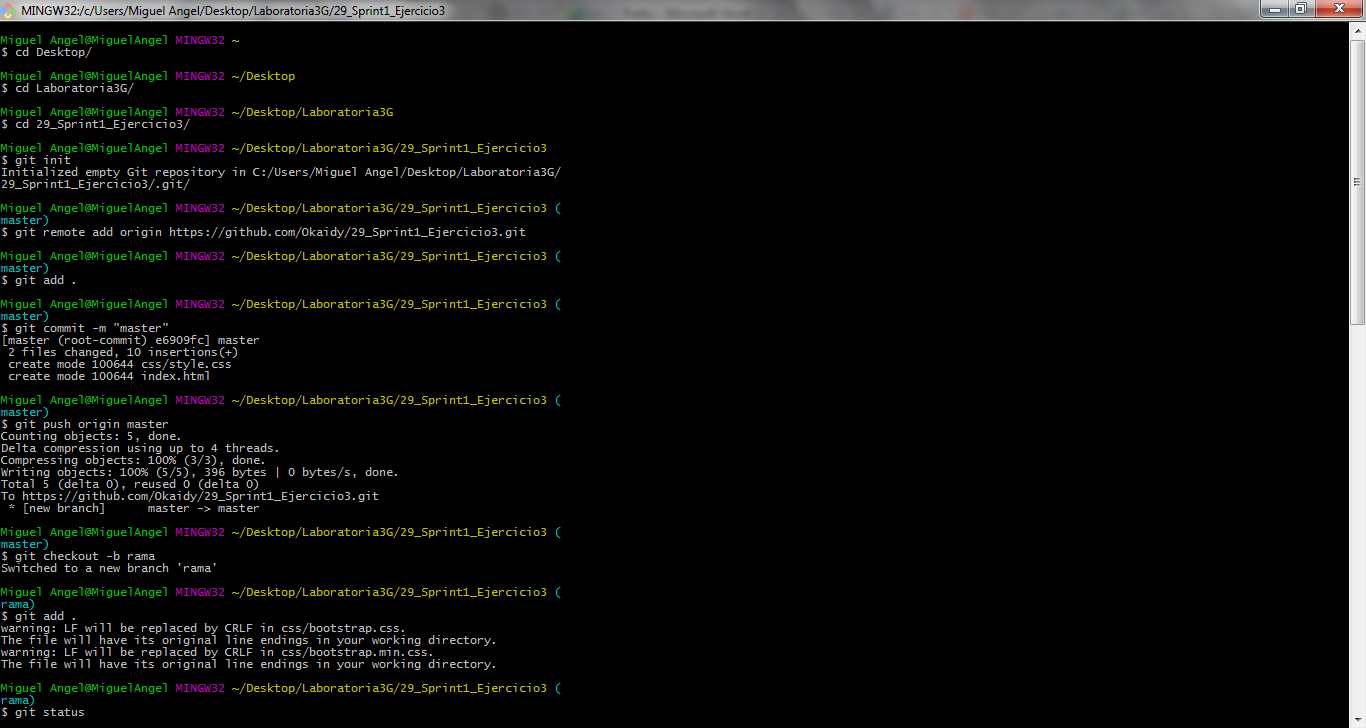 MINGW32:/c/Users/Miguel Angel/Desktop/Laboratoria3G/29_Sprint1_Ejercicio3
Miguel Angel@MiguelAngel MINGW32 ~
$ cd Desktop/
Miguel Angel@MiguelAngel MINGW32 ~/Desktop
$ cd Laboratoria3G/
Miguel Angel@MiguelAngel MINGW32 ~/Desktop/Laboratoria3G
$ cd 29_Sprint1_Ejercicio3/
Miguel Angel@MiguelAngel MINGW32 ~/Desktop/Laboratoria3G/29_Sprint1_Ejercicio3
$ git init
Initialized empty Git repository in C:/Users/Miguel Angel/Desktop/Laboratoria3G/
29_Sprint1_Ejercicio3/.git/
Miguel Angel@MiguelAngel MINGW32 ~/Desktop/Laboratoria3G/29_Sprint1_Ejercicio3 (
master)
$ git remote add origin https://github.com/Okaidy/29_Sprint1_Ejercicio3.git
Miguel Angel@MiguelAngel MINGW32 ~/Desktop/Laboratoria3G/29_Sprint1_Ejercicio3 (
master)
$ git add .
Miguel Angel@MiguelAngel MINGW32 ~/Desktop/Laboratoria3G/29_Sprint1_Ejercicio3 (
master)
$ git commit -m "master"
[master (root-commit) e6909fc] master
 2 files changed, 10 insertions(+)
 create mode 100644 css/style.css
 create mode 100644 index.html
Miguel Angel@MiguelAngel MINGW32 ~/Desktop/Laboratoria3G/29_Sprint1_Ejercicio3 (
master)
$ git push origin master
Counting objects: 5, done.
Delta compression using up to 4 threads.
Compressing objects: 100% (3/3), done.
Writing objects: 100% (5/5), 396 bytes | 0 bytes/s, done.
Total 5 (delta 0), reused 0 (delta 0)
To https://github.com/Okaidy/29_Sprint1_Ejercicio3.git
 * [new branch]      master -> master
Miguel Angel@MiguelAngel MINGW32 ~/Desktop/Laboratoria3G/29_Sprint1_Ejercicio3 (
master)
$ git checkout -b rama
Switched to a new branch 'rama'
Miguel Angel@MiguelAngel MINGW32 ~/Desktop/Laboratoria3G/29_Sprint1_Ejercicio3 (
rama)
$ git add .
warning: LF will be replaced by CRLF in css/bootstrap.css.
The file will have its original line endings in your working directory.
warning: LF will be replaced by CRLF in css/bootstrap.min.css.
The file will have its original line endings in your working directory.
Miguel Angel@MiguelAngel MINGW32 ~/Desktop/Laboratoria3G/29_Sprint1_Ejercicio3 (
rama)
$ git status